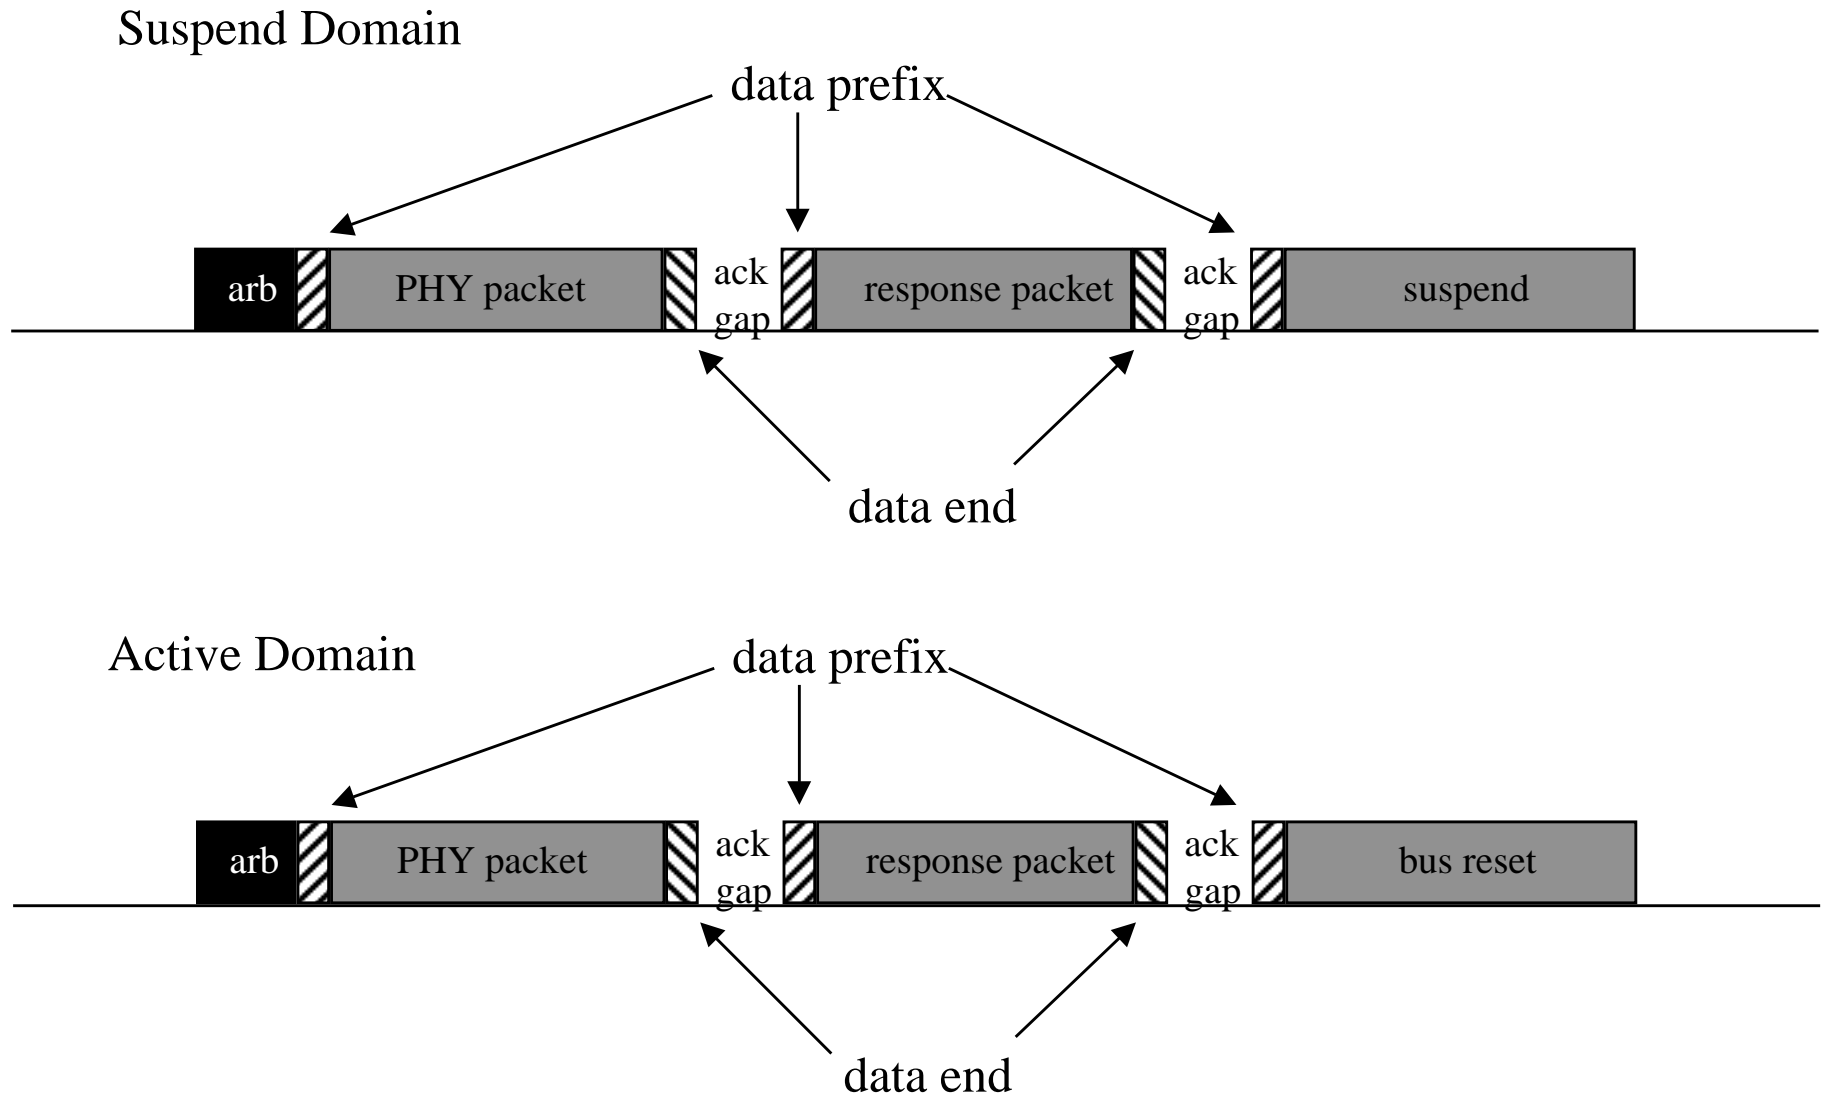 Suspend Domain
data prefix
arb
PHY packet
ack
gap
response packet
ack
gap
suspend
data end
Active Domain
data prefix
arb
PHY packet
ack
gap
response packet
ack
gap
bus reset
data end